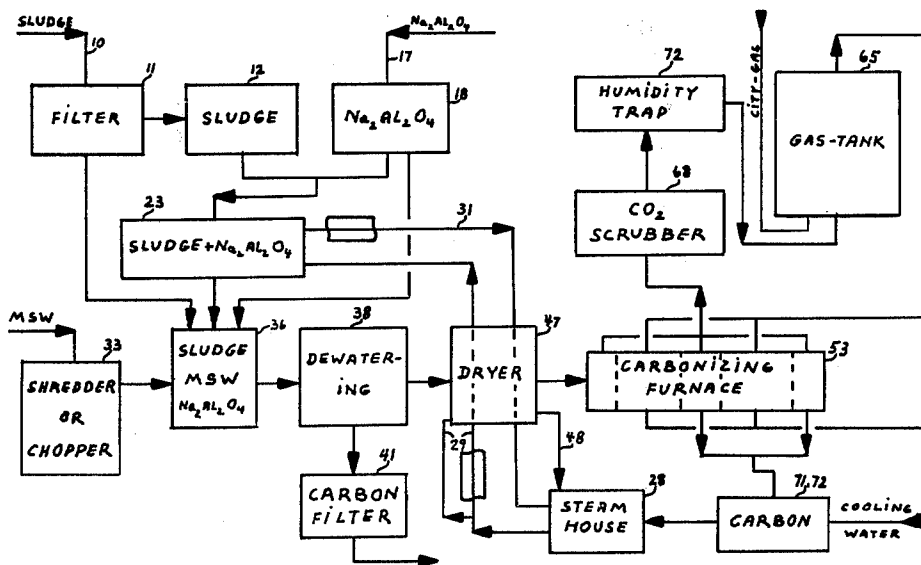 SLUDGE
10
11
FILTER
12
SLUDGE
Na₂Al₂O₄
17
18
Na₂Al₂O₄
72
HUMIDITY
TRAP
CITY-GAS
65
GAS-TANK
68
CO₂
SCRUBBER
23
SLUDGE+Na₂Al₂O₄
31
MSW
33
SHREDDER
OR
CHOPPER
36
SLUDGE
MSW
Na₂Al₂O₄
38
DEWATER-
ING
47
DRYER
53
CARBONIZING
FURNACE
29
48
41
CARBON
FILTER
28
STEAM
HOUSE
71,72
CARBON
COOLING
WATER